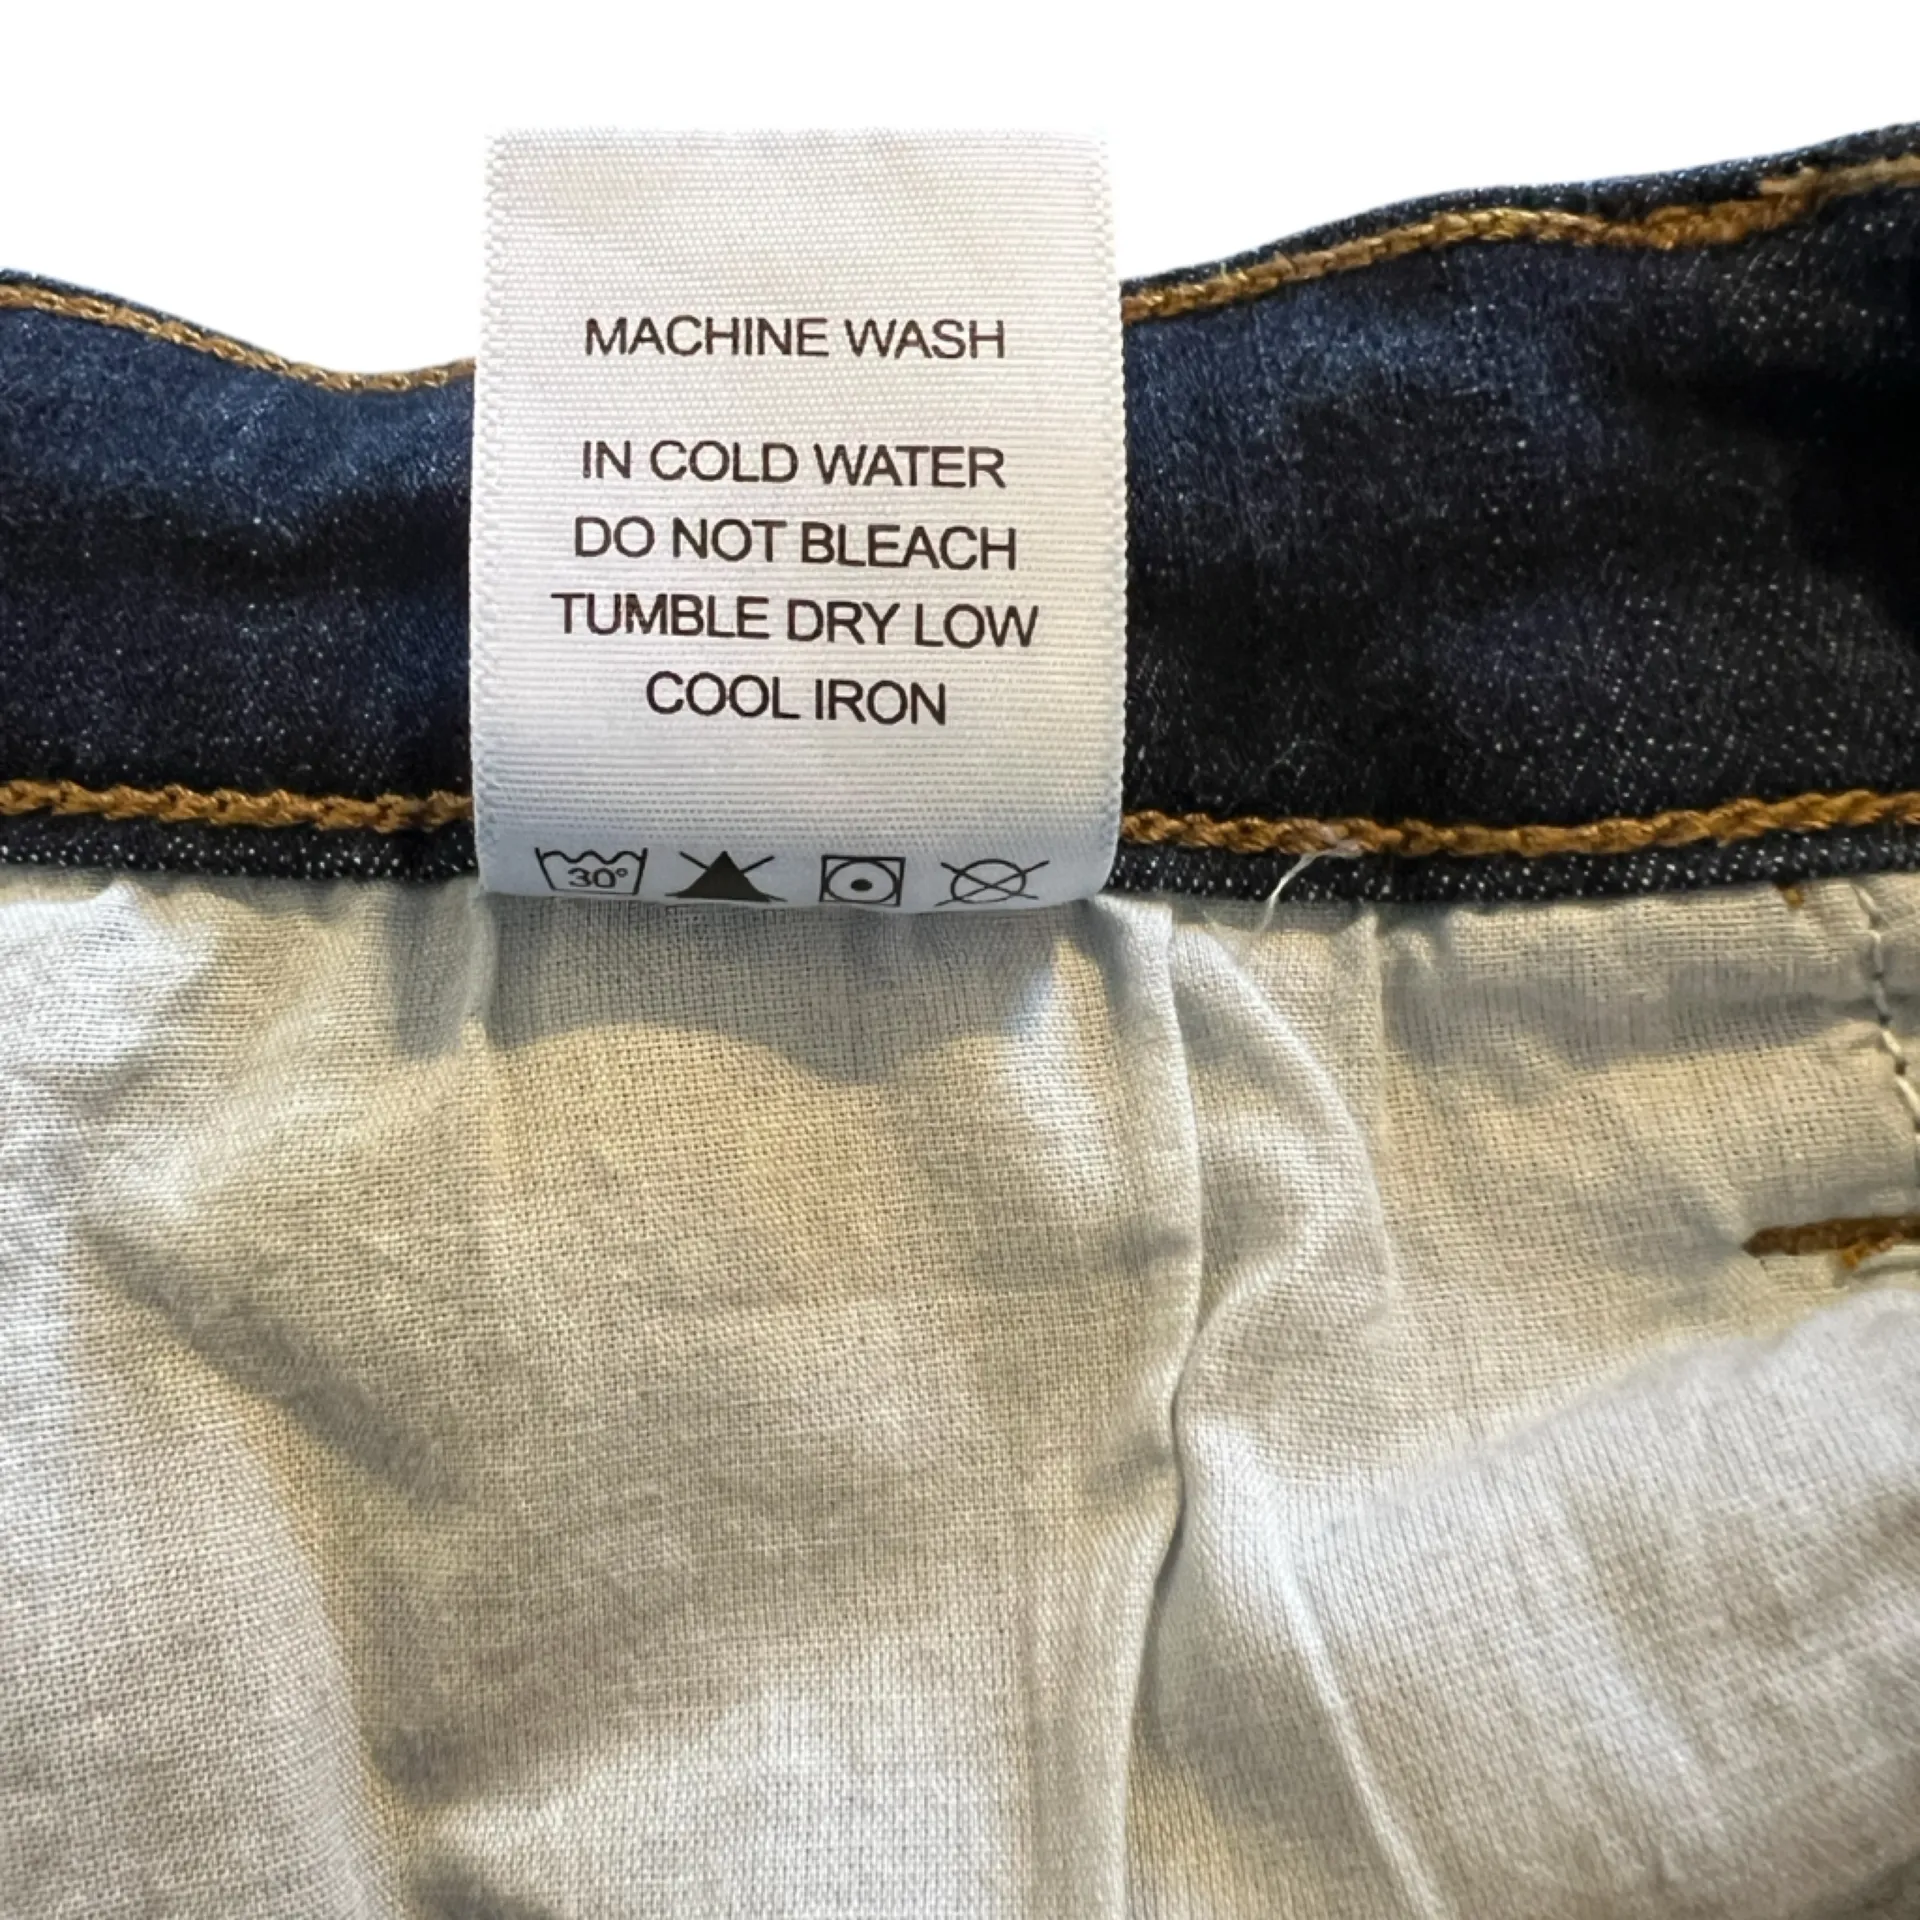 MACHINE WASH
IN COLD WATER
DO NOT BLEACH
TUMBLE DRY LOW
COOL IRON
30°